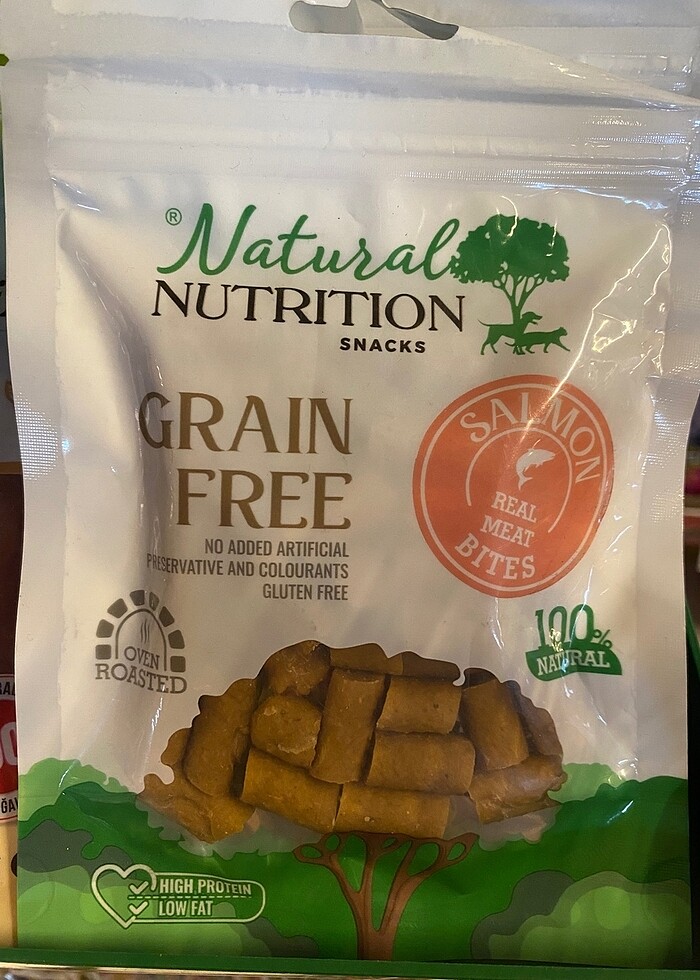 ® Natural
NUTRITION
SNACKS
GRAIN
FREE
NO ADDED ARTIFICIAL
PRESERVATIVE AND COLOURANTS
GLUTEN FREE
SALMON
REAL
MEAT
BITES
OVEN
ROASTED
100%
NATURAL
HIGH PROTEIN
LOW FAT